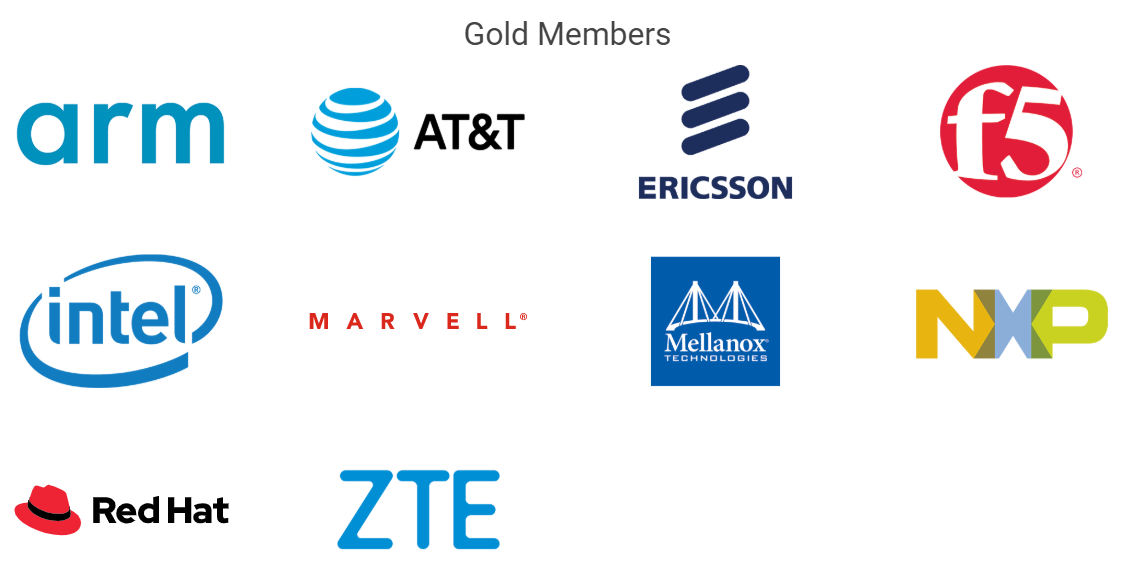 Gold Members
arm
AT&T
ERICSSON
f5®
intel®
MARVELL®
Mellanox®
TECHNOLOGIES
NXP
Red Hat
ZTE